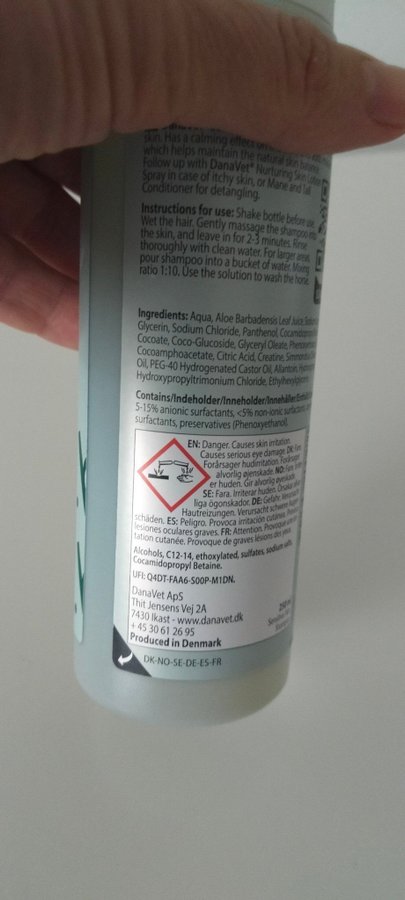 DanaVet
skin. Has a calming effect on
which helps maintain the natural skin
Follow up with DanaVet® Nurturing Skin
Spray in case of itchy skin, or Mane and Tail
Conditioner for detangling.
Instructions for use: Shake bottle before use.
Wet the hair. Gently massage the shampoo into
the skin, and leave in for 2-3 minutes. Rinse
thoroughly with clean water. For larger areas,
pour shampoo into a bucket of water. Mixing
ratio 1:10. Use the solution to wash the horse.
Ingredients: Aqua, Aloe Barbadensis Leaf Juice,
Glycerin, Sodium Chloride, Panthenol,
Cocoate, Coco-Glucoside, Glyceryl Oleate,
Cocoamphoacetate, Citric Acid, Creatine,
Oil, PEG-40 Hydrogenated Castor Oil, Allantoin,
Hydroxypropyltrimonium Chloride,
Contains/Indeholder/Inneholder/Innehåller/
5-15% anionic surfactants, <5% non-ionic
surfactants, preservatives (Phenoxyethanol).
EN: Danger. Causes skin irritation.
Causes serious eye damage. DK: Fare.
Forårsager hudirritation. Forårsager
alvorlig øjenskade. NO: Fare. Irriterer
er huden. Gir alvorlig øyeskade.
SE: Fara. Irriterar huden. Orsakar allvar
liga ögonskador. DE: Gefahr. Verursacht
Hautreizungen. Verursacht schwere
schäden. ES: Peligro. Provoca irritación cutánea.
lesiones oculares graves. FR: Attention. Provoque une
tation cutanée. Provoque de graves lésions des yeux.
Alcohols, C12-14, ethoxylated, sulfates, sodium salts,
Cocamidopropyl Betaine.
UFI: Q4DT-FAA6-S00P-M1DN.
DanaVet ApS
Thit Jensens Vej 2A
7430 Ikast - www.danavet.dk
+ 45 30 61 26 95
Produced in Denmark
250
DK-NO-SE-DE-ES-FR